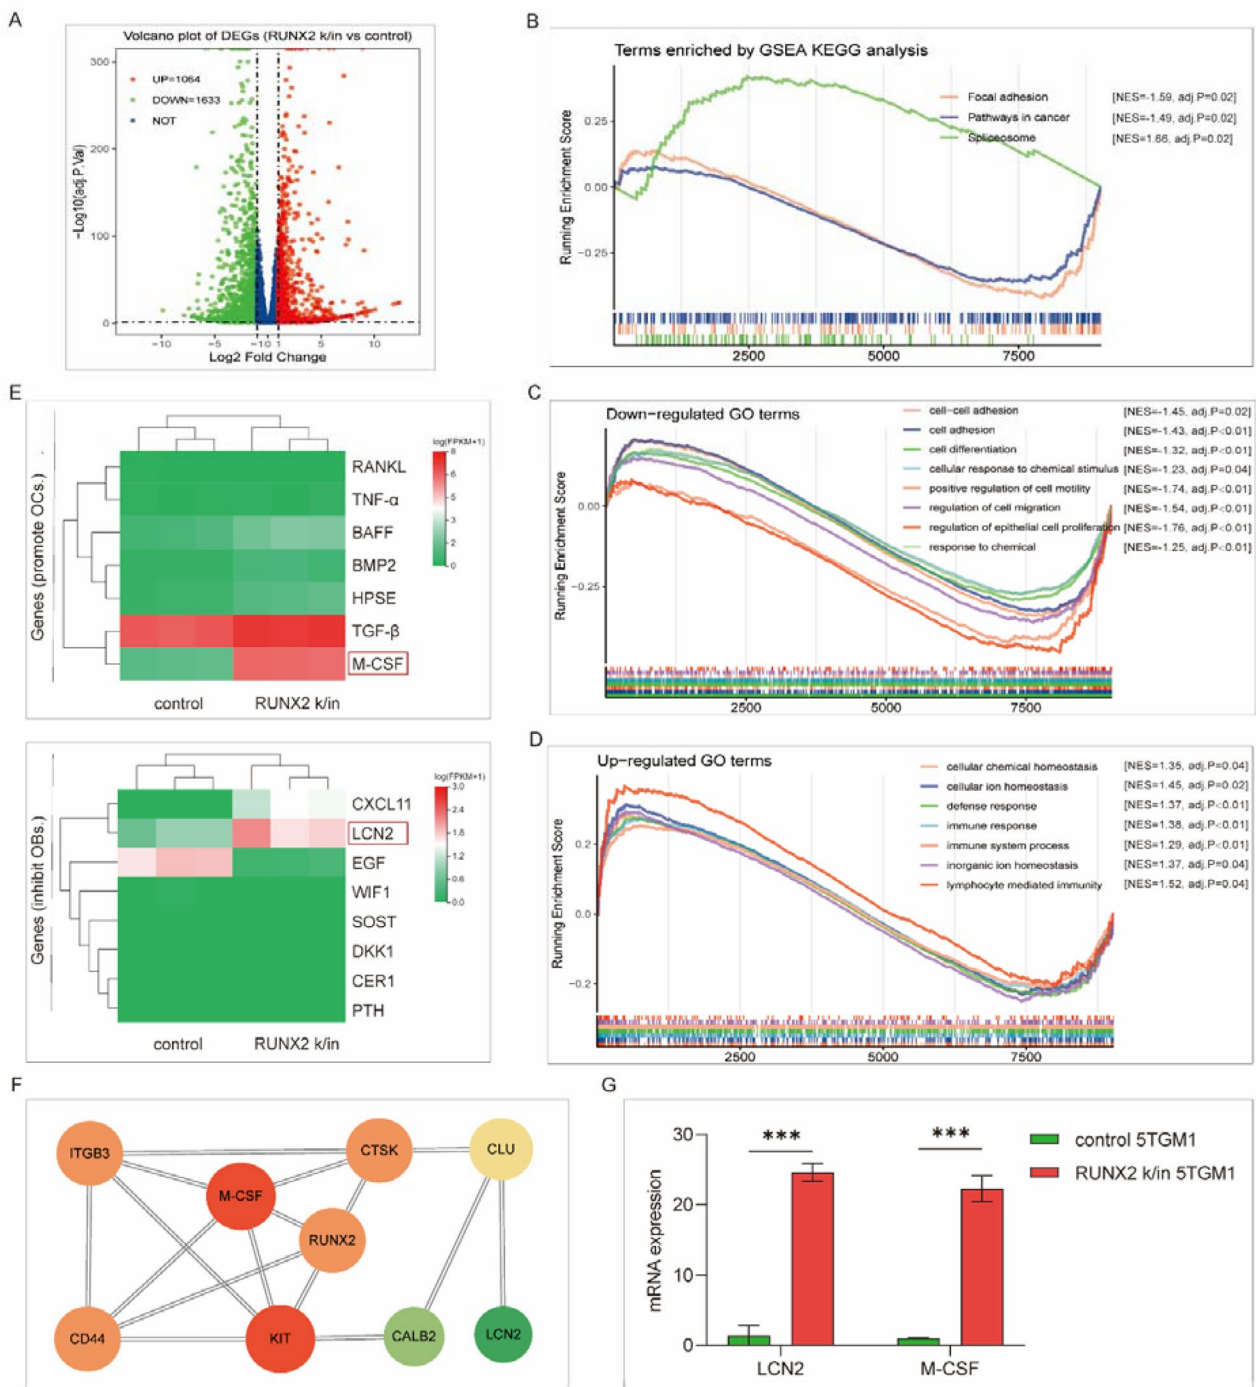 A
Volcano plot of DEGs (RUNX2 k/in vs control)
UP=1064
DOWN=1633
NOT
300
200
100
0
−Log10(adj.P.Val)
−10
−5
−1 0 1
5
10
Log2 Fold Change
B
Terms enriched by GSEA KEGG analysis
Focal adhesion [NES=-1.59, adj.P=0.02]
Pathways in cancer [NES=-1.49, adj.P=0.02]
Spliceosome [NES=1.66, adj.P=0.02]
Running Enrichment Score
0.25
0.00
−0.25
2500 5000 7500
E
Genes (promote OCs.)
RANKL
TNF-α
BAFF
BMP2
HPSE
TGF-β
M-CSF
control RUNX2 k/in
log(FPKM+1)
8
6
5
3
2
0
C
Down−regulated GO terms
cell−cell adhesion [NES=-1.45, adj.P=0.02]
cell adhesion [NES=-1.43, adj.P<0.01]
cell differentiation [NES=-1.32, adj.P<0.01]
cellular response to chemical stimulus [NES=-1.23, adj.P=0.04]
positive regulation of cell motility [NES=-1.74, adj.P<0.01]
regulation of cell migration [NES=-1.54, adj.P<0.01]
regulation of epithelial cell proliferation [NES=-1.76, adj.P<0.01]
response to chemical [NES=-1.25, adj.P<0.01]
Running Enrichment Score
0.00
−0.25
2500 5000 7500
Genes (inhibit OBs.)
CXCL11
LCN2
EGF
WIF1
SOST
DKK1
CER1
PTH
control RUNX2 k/in
log(FPKM+1)
3.0
2.4
1.8
1.2
0.6
0.0
D
Up−regulated GO terms
cellular chemical homeostasis [NES=1.35, adj.P=0.04]
cellular ion homeostasis [NES=1.45, adj.P=0.02]
defense response [NES=1.37, adj.P<0.01]
immune response [NES=1.38, adj.P<0.01]
immune system process [NES=1.29, adj.P<0.01]
inorganic ion homeostasis [NES=1.37, adj.P=0.04]
lymphocyte mediated immunity [NES=1.52, adj.P=0.04]
Running Enrichment Score
0.2
0.0
−0.2
2500 5000 7500
F
ITGB3
CTSK
CLU
M-CSF
RUNX2
CD44
KIT
CALB2
LCN2
G
mRNA expression
30
20
10
0
***
***
LCN2 M-CSF
control 5TGM1
RUNX2 k/in 5TGM1